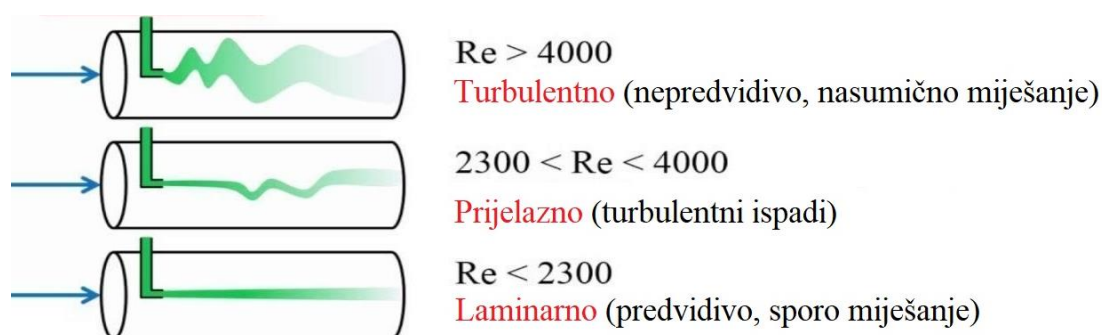 Re > 4000
Turbulentno (nepredvidivo, nasumično miješanje)
2300 < Re < 4000
Prijelazno (turbulentni ispadi)
Re < 2300
Laminarno (predvidivo, sporo miješanje)